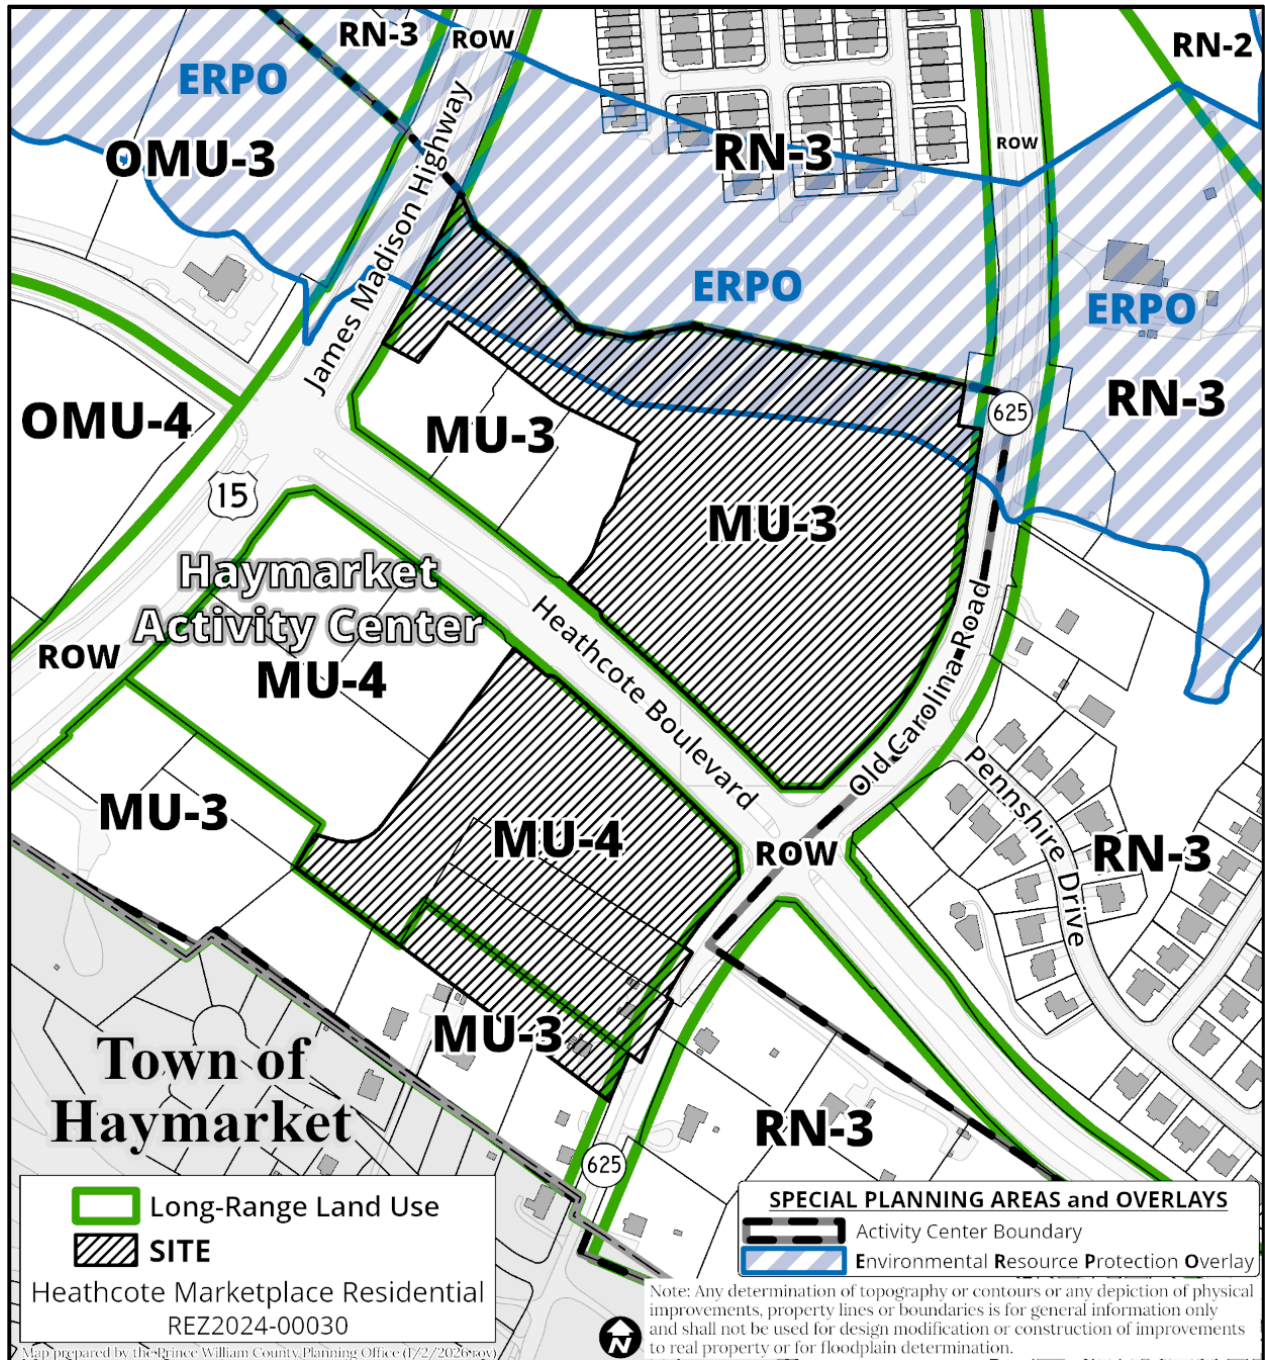 RN-3
ROW
RN-2
ERPO
OMU-3
James Madison Highway
RN-3
ROW
ERPO
ERPO
RN-3
OMU-4
MU-3
625
15
MU-3
Haymarket
Activity Center
Heathcote Boulevard
Old Carolina Road
ROW
MU-4
Pennshire Drive
MU-3
MU-4
ROW
RN-3
MU-3
Town of
Haymarket
RN-3
625
Long-Range Land Use
SITE
Heathcote Marketplace Residential
REZ2024-00030
Map prepared by the Prince William County Planning Office (1/2/2026 rov)
SPECIAL PLANNING AREAS and OVERLAYS
Activity Center Boundary
Environmental Resource Protection Overlay
Note: Any determination of topography or contours or any depiction of physical
improvements, property lines or boundaries is for general information only
and shall not be used for design modification or construction of improvements
to real property or for floodplain determination.
N